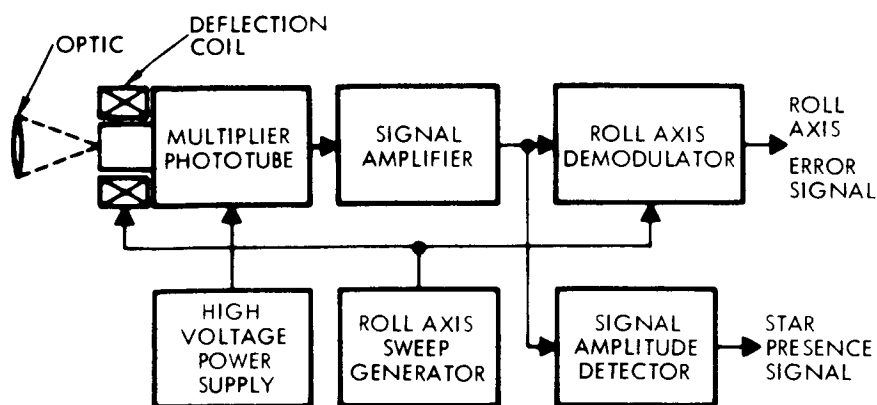 OPTIC
DEFLECTION
COIL
MULTIPLIER
PHOTOTUBE
SIGNAL
AMPLIFIER
ROLL AXIS
DEMODULATOR
ROLL
AXIS
ERROR
SIGNAL
HIGH
VOLTAGE
POWER
SUPPLY
ROLL AXIS
SWEEP
GENERATOR
SIGNAL
AMPLITUDE
DETECTOR
STAR
PRESENCE
SIGNAL